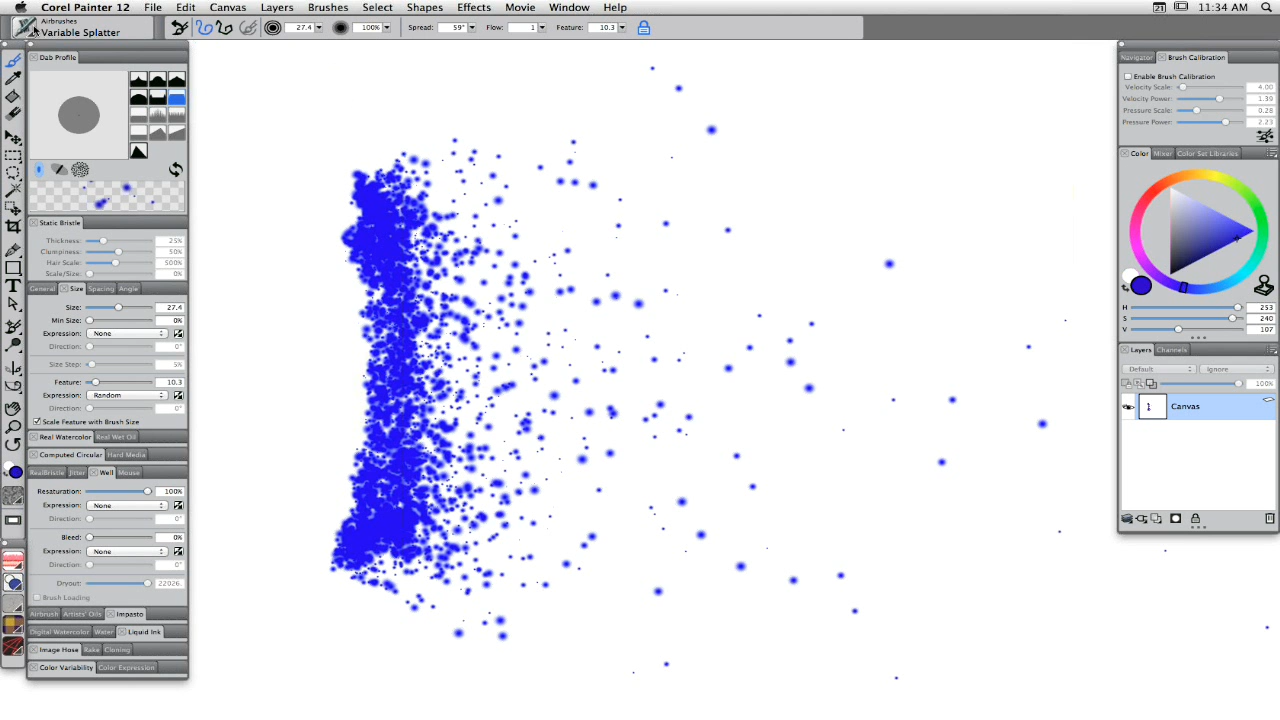 Corel Painter 12 File Edit Canvas Layers Brushes Select Shapes Effects Movie Window Help 21 11:34 AM
Airbrushes
Variable Splatter
27.4 100% Spread: 59° Flow: 1 Feature: 10.3
Dab Profile
Static Bristle
Thickness: 25%
Clumpiness: 50%
Hair Scale: 500%
Scale/Size: 0%
General Size Spacing Angle
Size: 27.4
Min Size: 0%
Expression: None
Direction: 0°
Size Step: 5%
Feature: 10.3
Expression: Random
Direction: 0°
Scale Feature with Brush Size
Real Watercolor Real Wet Oil
Computed Circular Hard Media
RealBristle Jitter Well Mouse
Resaturation: 100%
Expression: None
Direction: 0°
Bleed: 0%
Expression: None
Direction: 0°
Dryout: 22026.
Brush Loading
Airbrush Artists' Oils Impasto
Digital Watercolor Water Liquid Ink
Image Hose Rake Cloning
Color Variability Color Expression
Navigator Brush Calibration
Enable Brush Calibration
Velocity Scale: 4.00
Velocity Power: 1.39
Pressure Scale: 0.28
Pressure Power: 2.23
Color Mixer Color Set Libraries
H 253
S 240
V 107
Layers Channels
Default Ignore
100%
Canvas